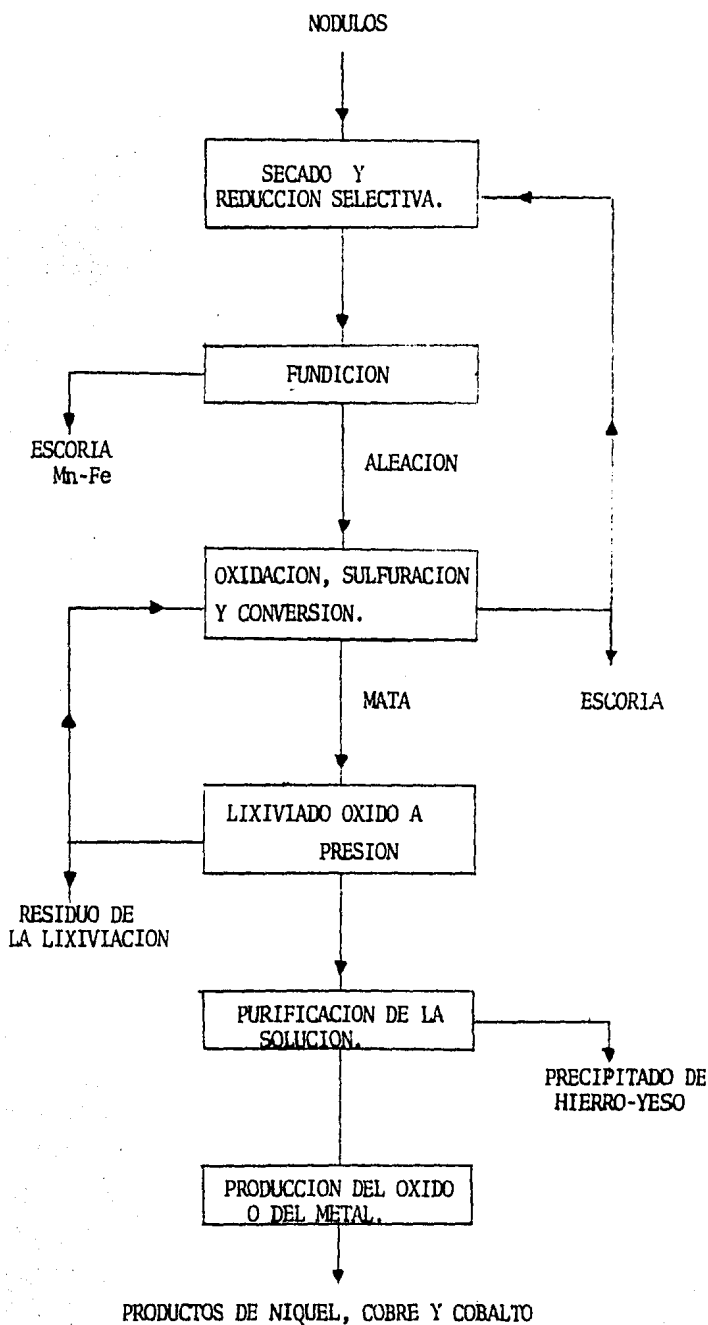 NODULOS
SECADO Y
REDUCCION SELECTIVA.
FUNDICION
ESCORIA
Mn-Fe
ALEACION
OXIDACION, SULFURACION
Y CONVERSION.
MATA
ESCORIA
LIXIVIADO OXIDO A
PRESION
RESIDUO DE
LA LIXIVIACION
PURIFICACION DE LA
SOLUCION.
PRECIPITADO DE
HIERRO-YESO
PRODUCCION DEL OXIDO
O DEL METAL.
PRODUCTOS DE NIQUEL, COBRE Y COBALTO